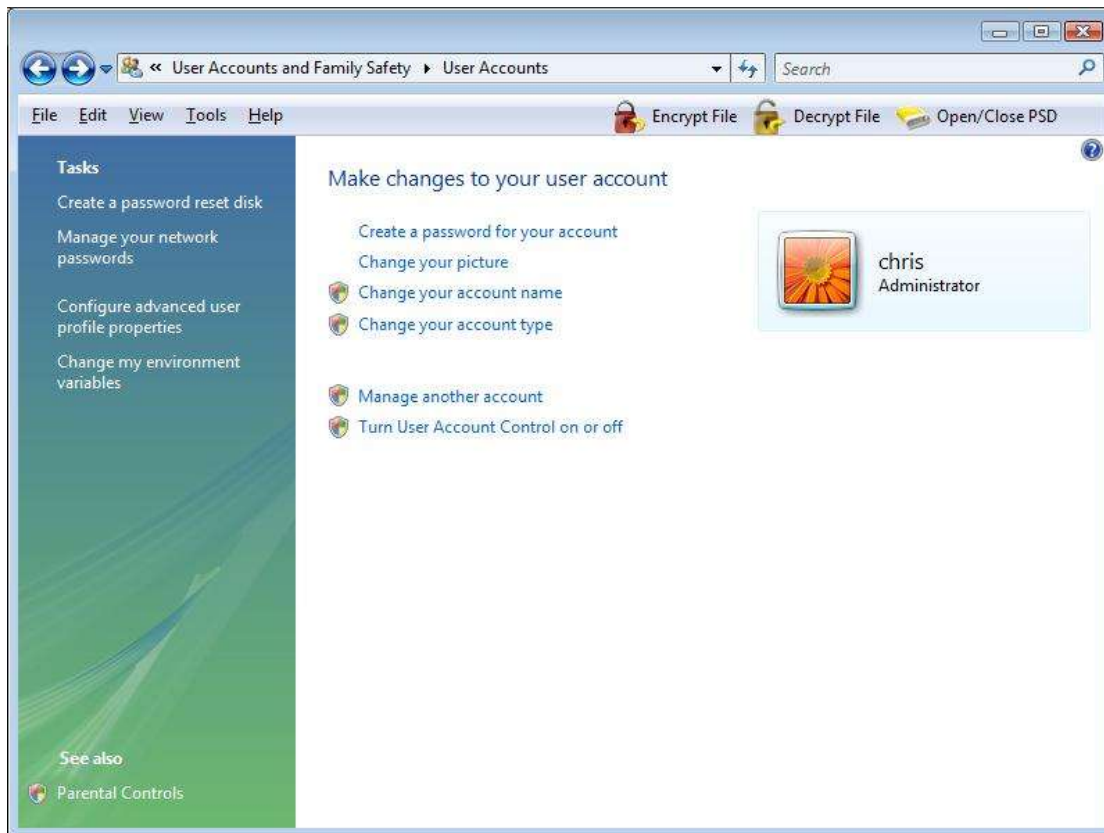 « User Accounts and Family Safety ▸ User Accounts
Search
File Edit View Tools Help
Encrypt File Decrypt File Open/Close PSD
Tasks
Create a password reset disk
Manage your network
passwords
Configure advanced user
profile properties
Change my environment
variables
See also
Parental Controls
Make changes to your user account
Create a password for your account
Change your picture
Change your account name
Change your account type
Manage another account
Turn User Account Control on or off
chris
Administrator